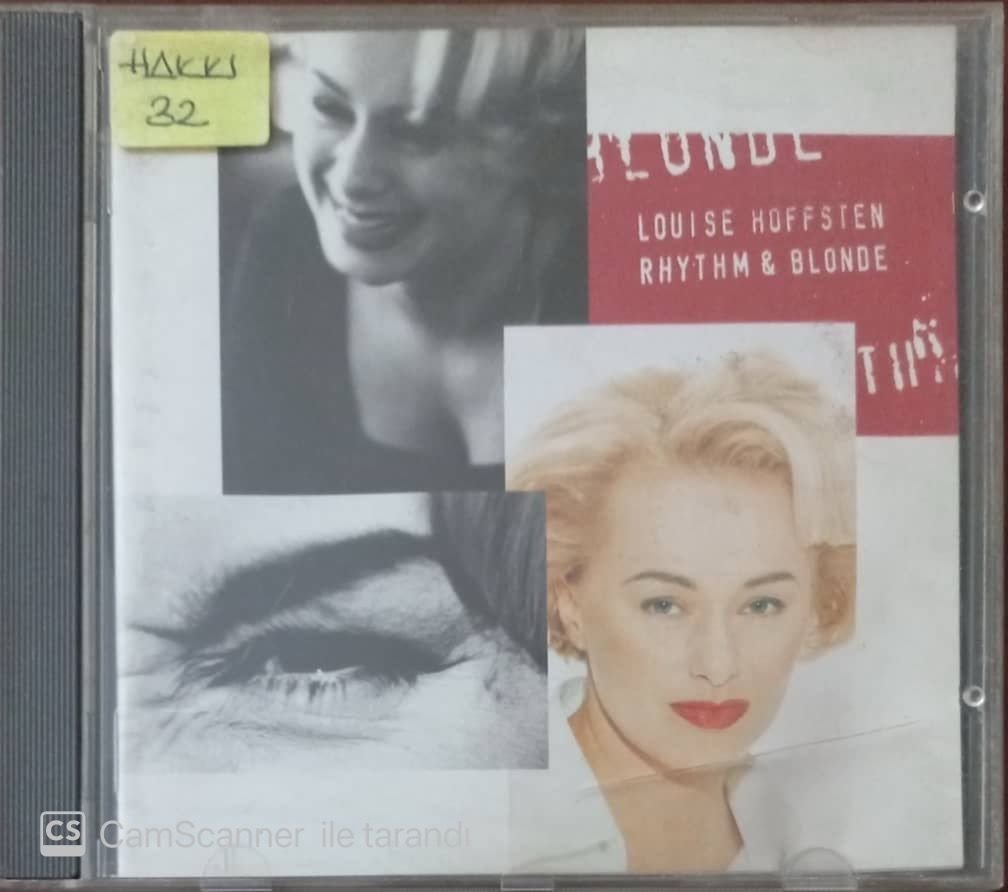 HAKKI
32
BLONDE
LOUISE HOFFSTEN
RHYTHM & BLONDE
CS CamScanner ile tarandı